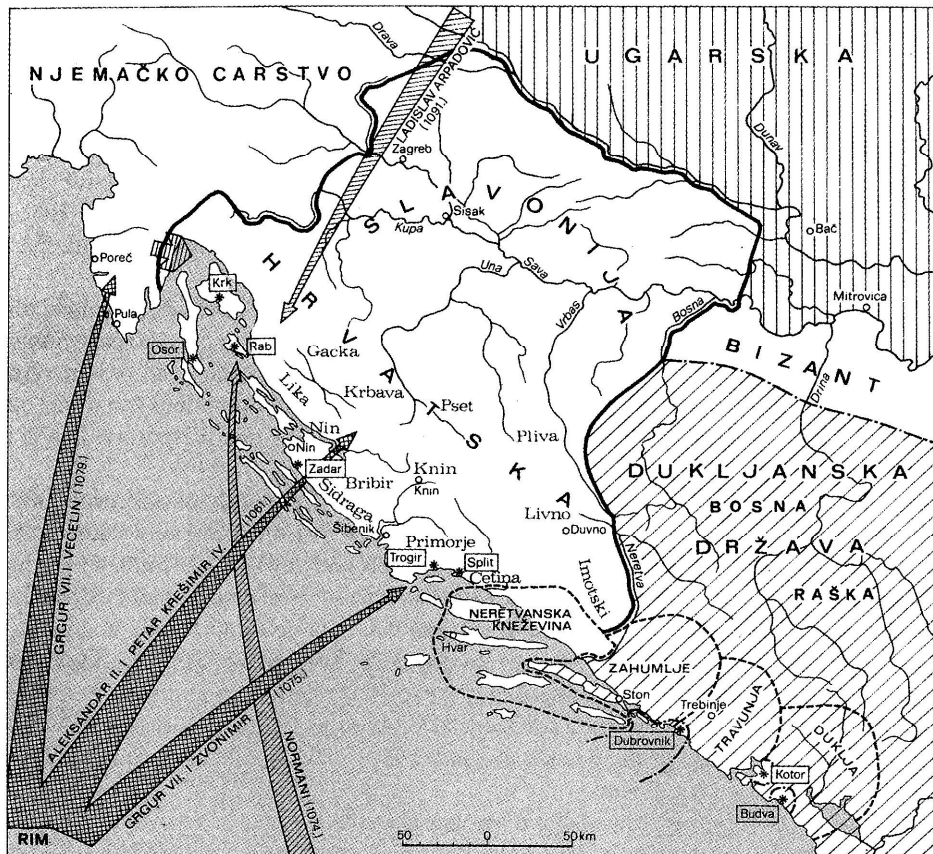 NJEMAČKO CARSTVO
UGARSKA
Drava
Dunav
LADISLAV ARPADOVIĆ
(1091.)
Zagreb
SLAVONIJA
Sisak
Kupa
Una
Sava
Vrbas
Bosna
Bač
Mitrovica
Drina
BIZANT
HRVATSKA
Poreč
Pula
Krk
Osor
Rab
Gacka
Lika
Krbava
Pset
Pliva
Nin
Nin
Zadar
Sidraga
Bribir
Knin
Knin
Šibenik
Livno
Duvno
Primorje
Trogir
Split
Cetina
Imotski
Neretva
DUKLJANSKA
BOSNA
DRŽAVA
RAŠKA
NERETVANSKA
KNEŽEVINA
Hvar
ZAHUMLJE
Ston
Trebinje
TRAVUNJA
DUKLJA
Dubrovnik
Kotor
Budva
GRGUR VII. I VECELIN (1079.)
ALEKSANDAR II. I PETAR KREŠIMIR IV. (1061.)
GRGUR VII. I ZVONIMIR (1075.)
NORMANI (1074.)
RIM
50 0 50 km